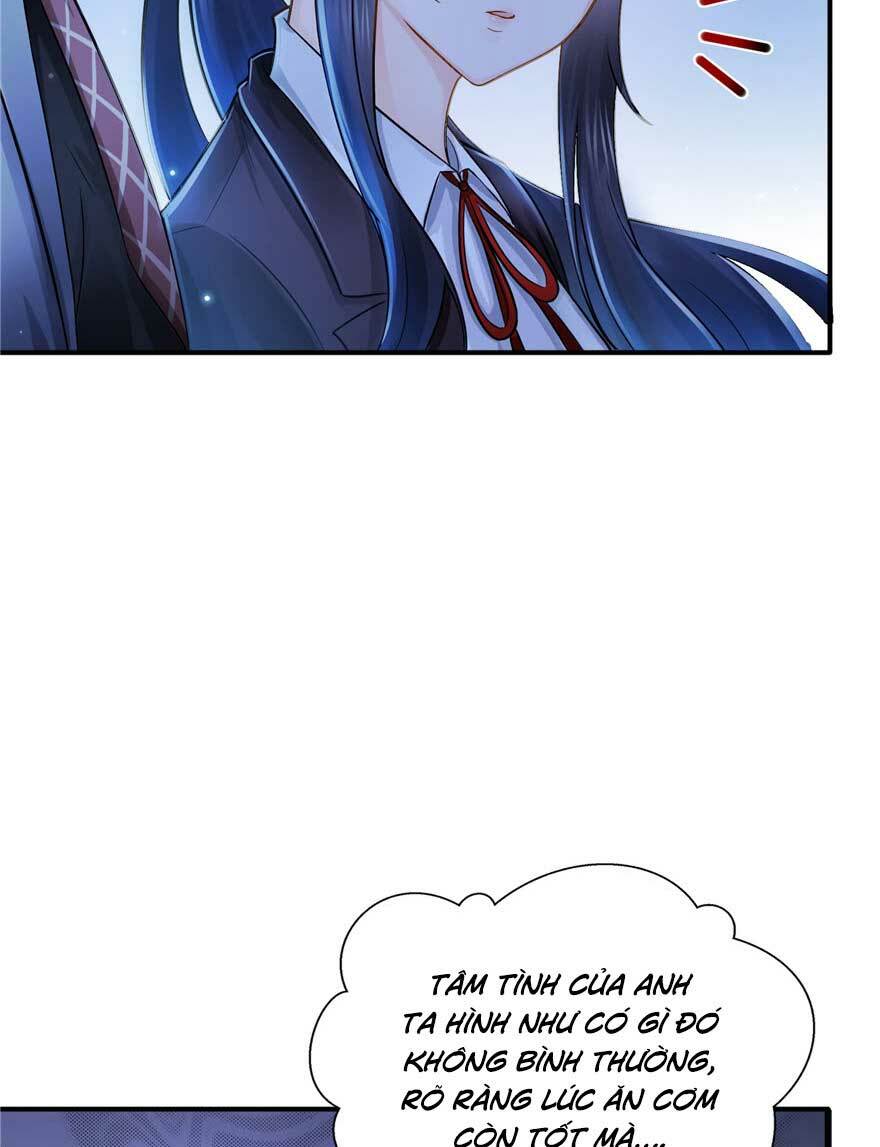 TÂM TÌNH CỦA ANH
TA HÌNH NHƯ CÓ GÌ ĐÓ
KHÔNG BÌNH THƯỜNG,
RÕ RÀNG LÚC ĂN CƠM
CÒN TỐT MÀ....